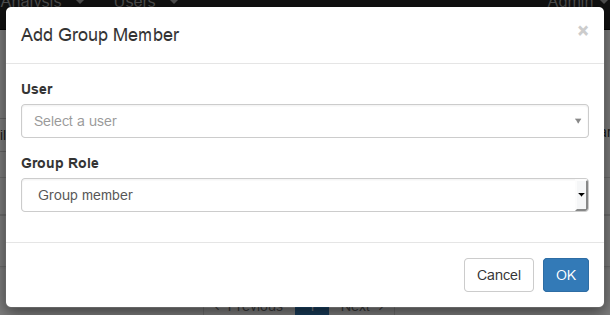 Analysis Users Admin
Add Group Member ×
User
Select a user
Group Role
Group member
Cancel OK
Previous 1 Next